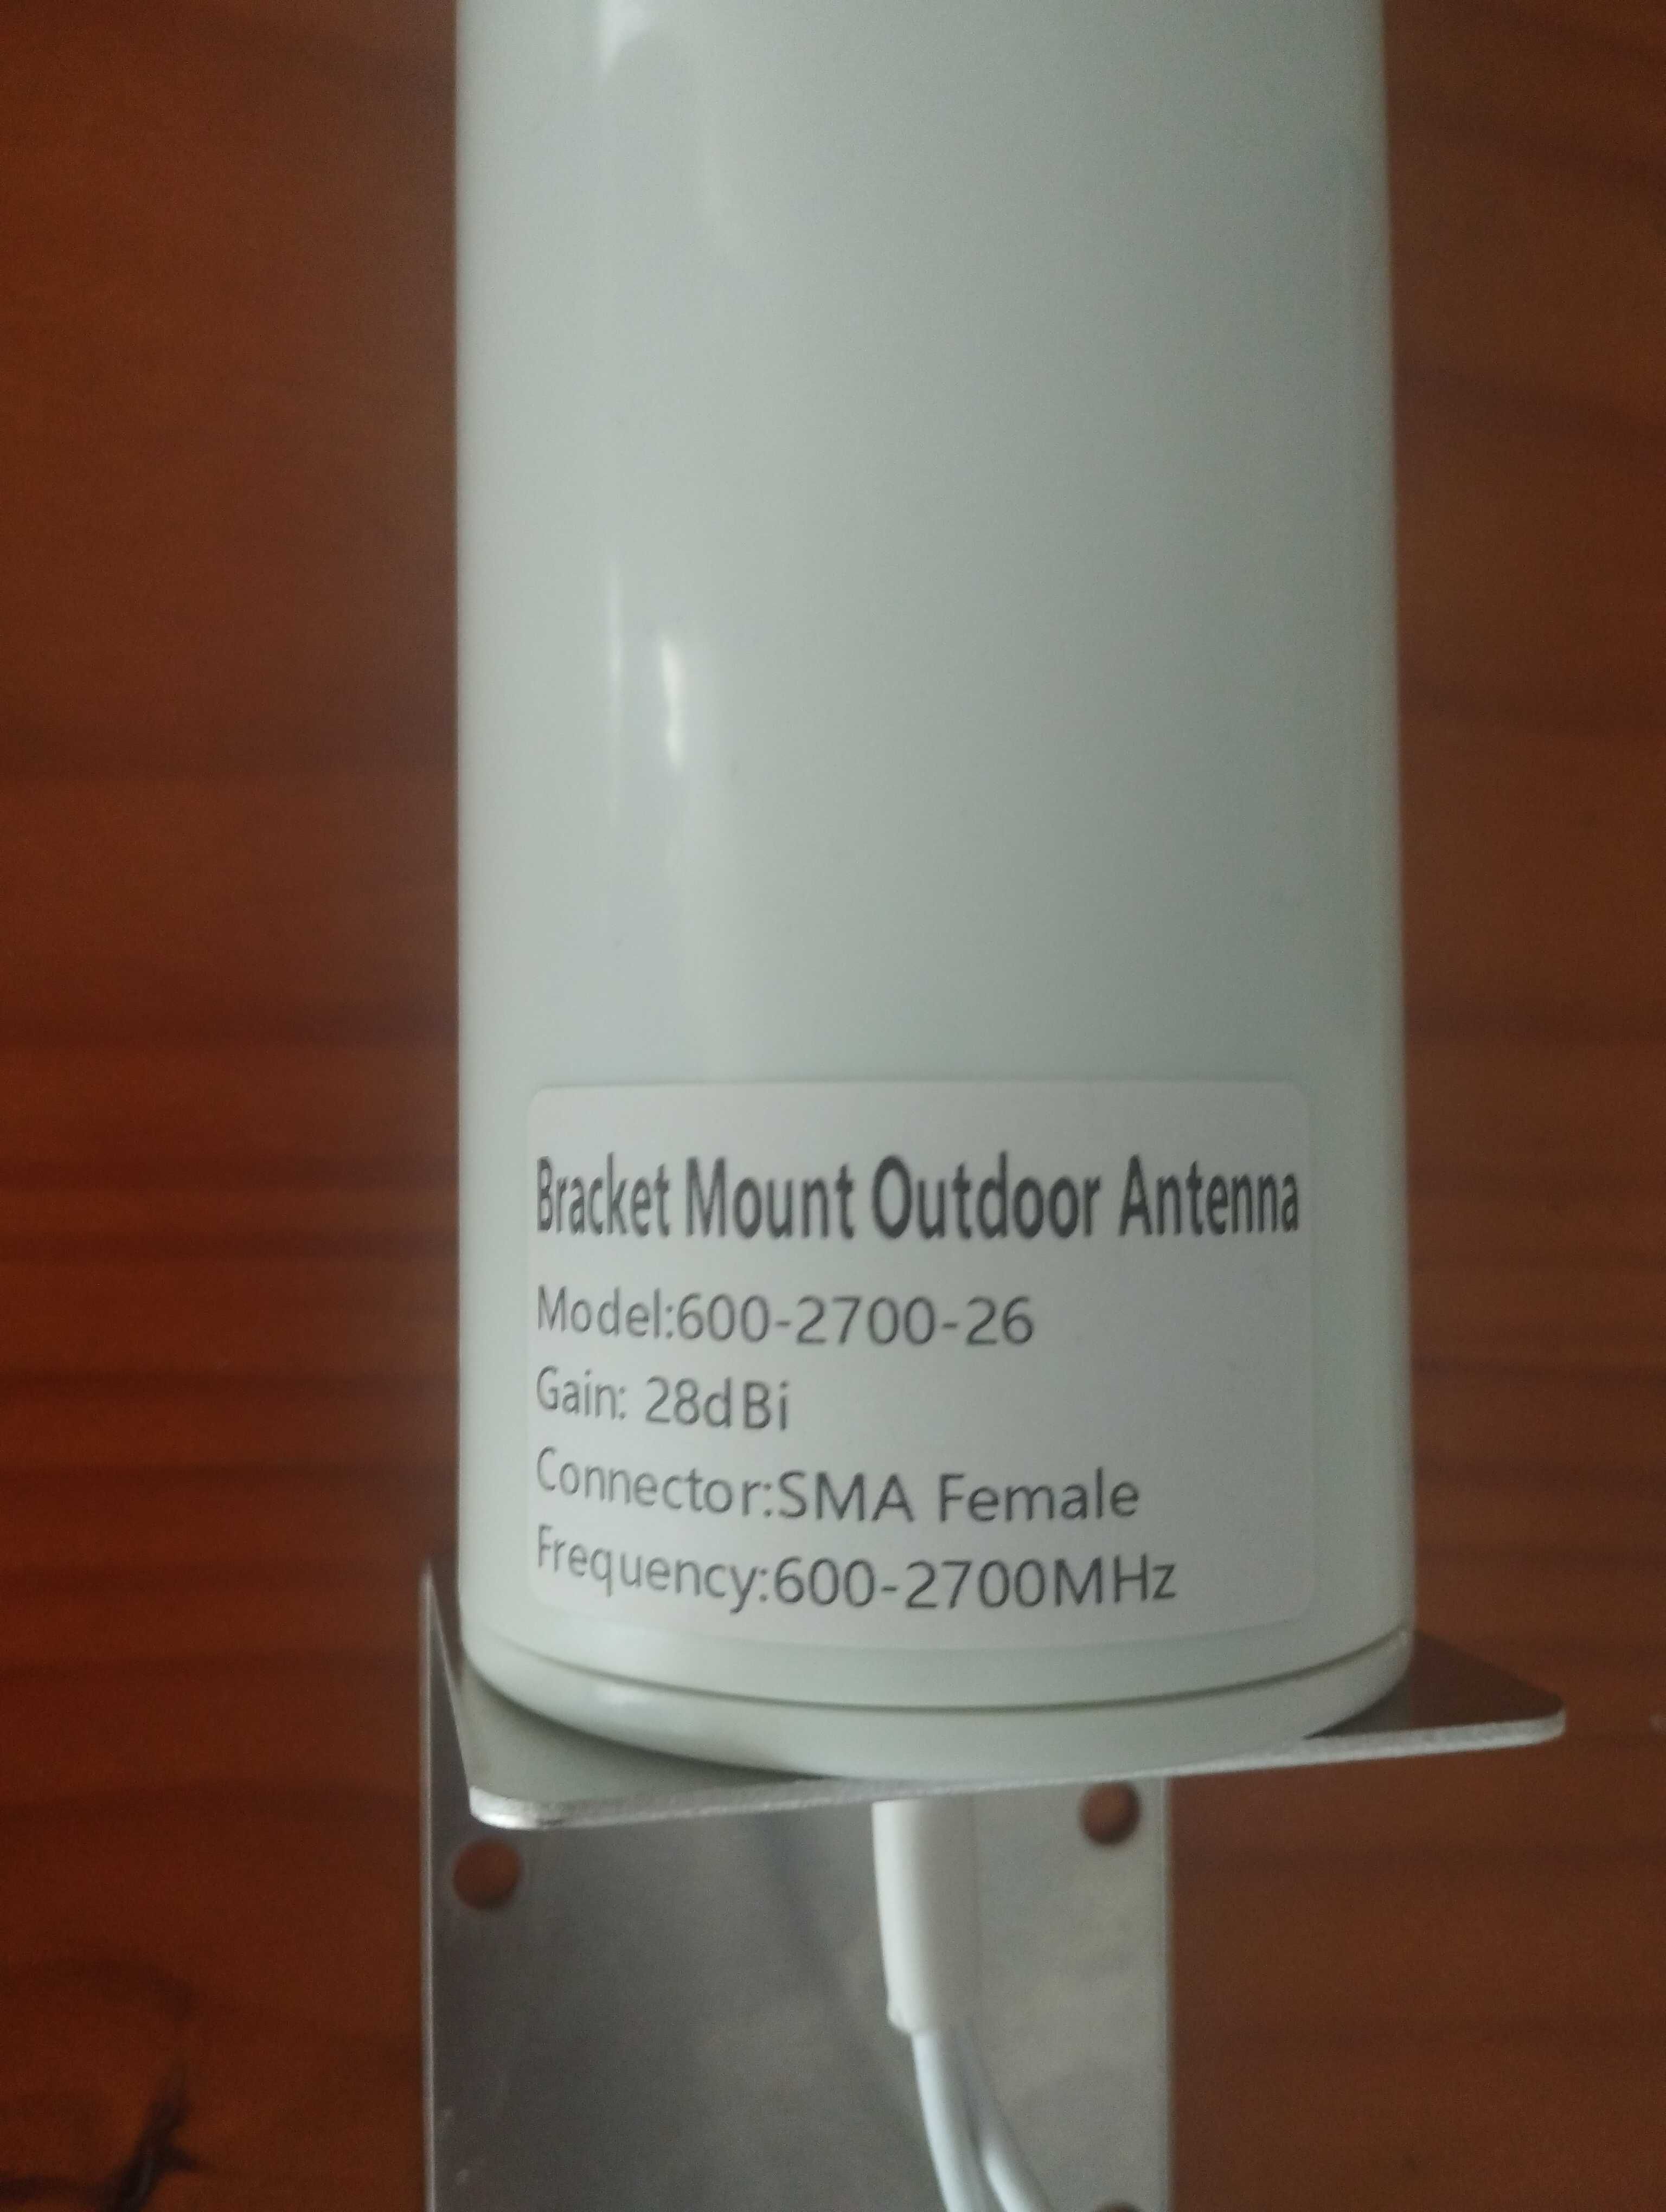 Bracket Mount Outdoor Antenna
Model:600-2700-26
Gain: 28dBi
Connector:SMA Female
Frequency:600-2700MHz